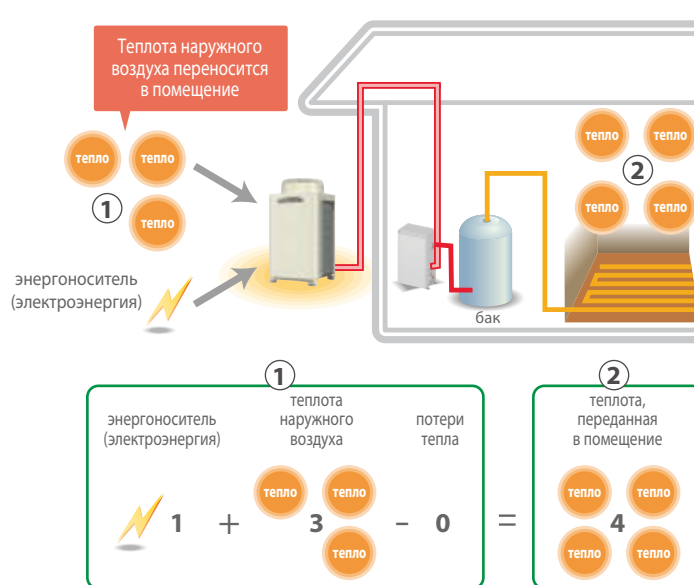 Теплота наружного
воздуха переносится
в помещение
тепло тепло
тепло тепло
1
2
тепло
тепло тепло
энергоноситель
(электроэнергия)
бак
1
2
энергоноситель
(электроэнергия)
теплота
наружного
воздуха
потери
тепла
теплота,
переданная
в помещение
тепло тепло
тепло тепло
1 + 3 – 0 = 4
тепло
тепло тепло